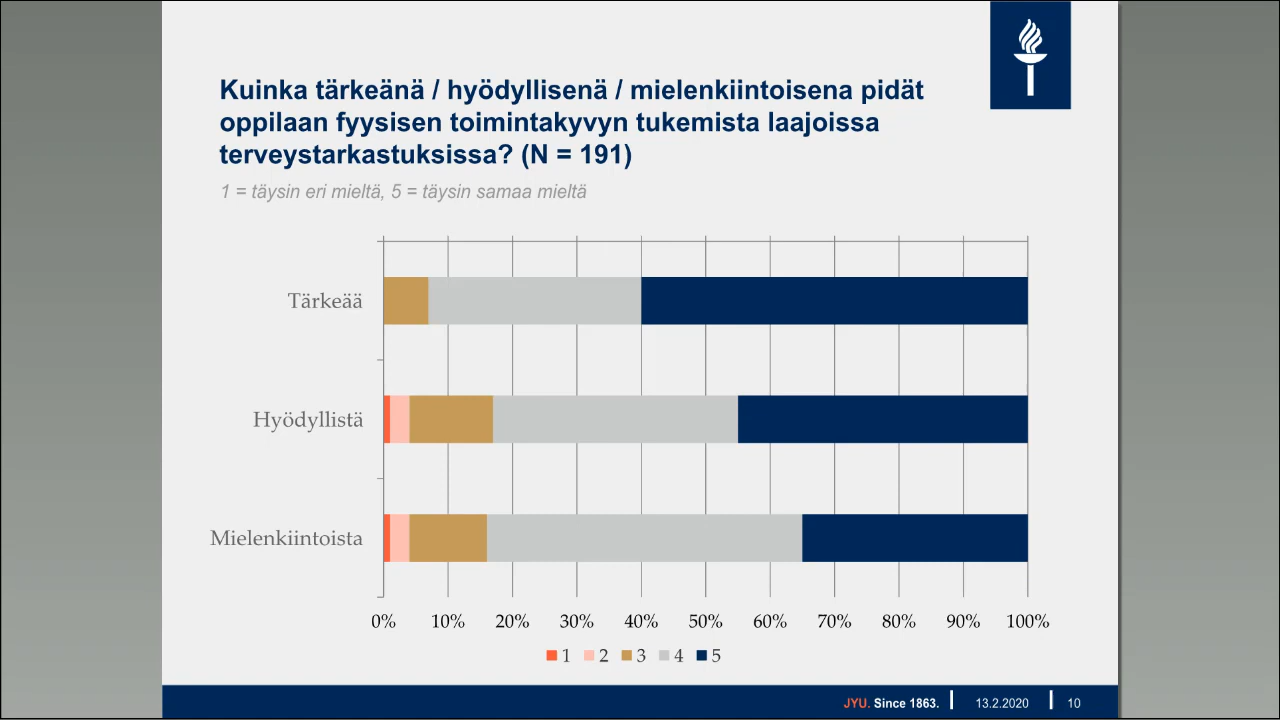 Kuinka tärkeänä / hyödyllisenä / mielenkiintoisena pidät
oppilaan fyysisen toimintakyvyn tukemista laajoissa
terveystarkastuksissa? (N = 191)
1 = täysin eri mieltä, 5 = täysin samaa mieltä
Tärkeää
Hyödyllistä
Mielenkiintoista
0% 10% 20% 30% 40% 50% 60% 70% 80% 90% 100%
1 2 3 4 5
JYU. Since 1863. 13.2.2020 10